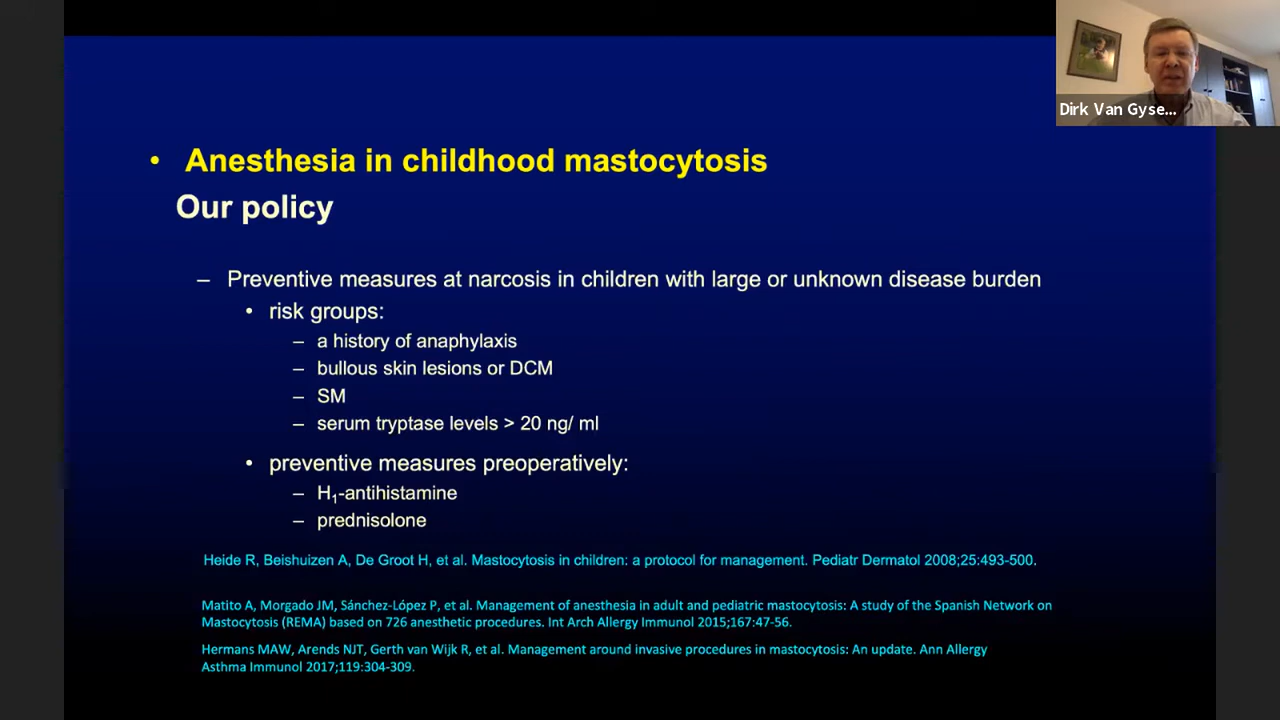 Dirk Van Gyse...
• Anesthesia in childhood mastocytosis
Our policy
– Preventive measures at narcosis in children with large or unknown disease burden
• risk groups:
– a history of anaphylaxis
– bullous skin lesions or DCM
– SM
– serum tryptase levels > 20 ng/ ml
• preventive measures preoperatively:
– H₁-antihistamine
– prednisolone
Heide R, Beishuizen A, De Groot H, et al. Mastocytosis in children: a protocol for management. Pediatr Dermatol 2008;25:493-500.
Matito A, Morgado JM, Sánchez-López P, et al. Management of anesthesia in adult and pediatric mastocytosis: A study of the Spanish Network on
Mastocytosis (REMA) based on 726 anesthetic procedures. Int Arch Allergy Immunol 2015;167:47-56.
Hermans MAW, Arends NJT, Gerth van Wijk R, et al. Management around invasive procedures in mastocytosis: An update. Ann Allergy
Asthma Immunol 2017;119:304-309.